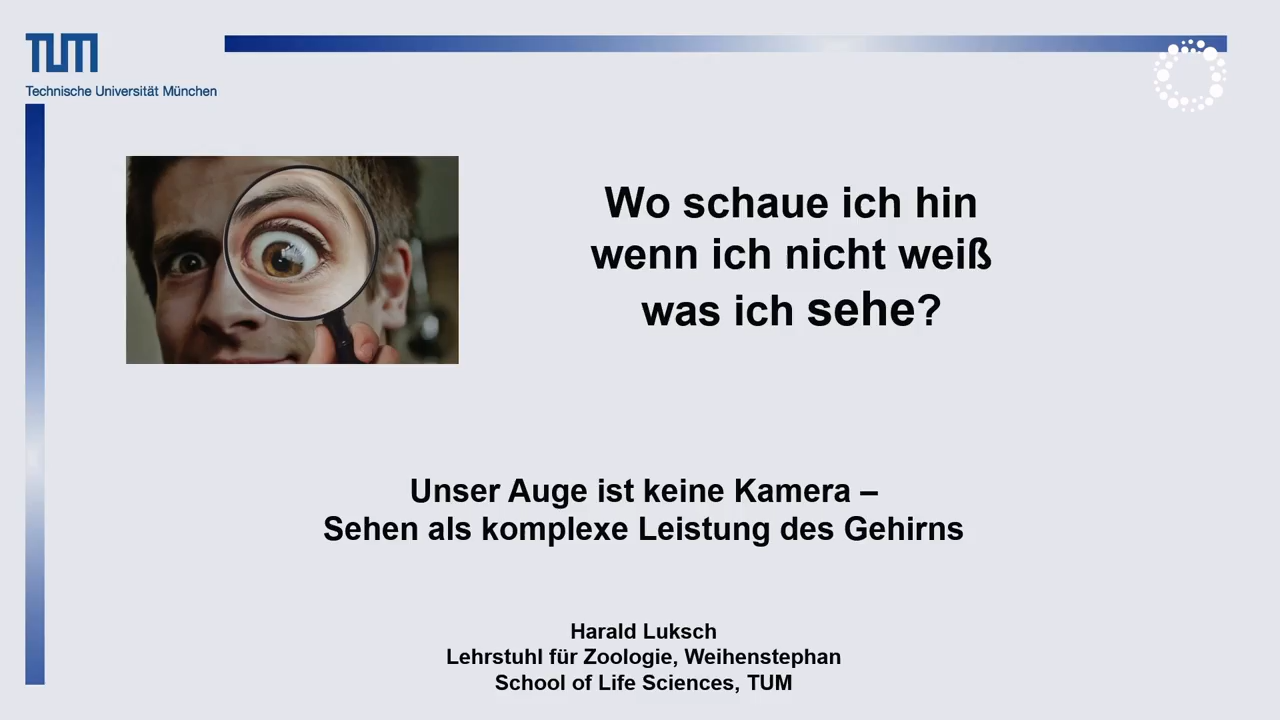 TUM
Technische Universität München
Wo schaue ich hin
wenn ich nicht weiß
was ich sehe?
Unser Auge ist keine Kamera –
Sehen als komplexe Leistung des Gehirns
Harald Luksch
Lehrstuhl für Zoologie, Weihenstephan
School of Life Sciences, TUM